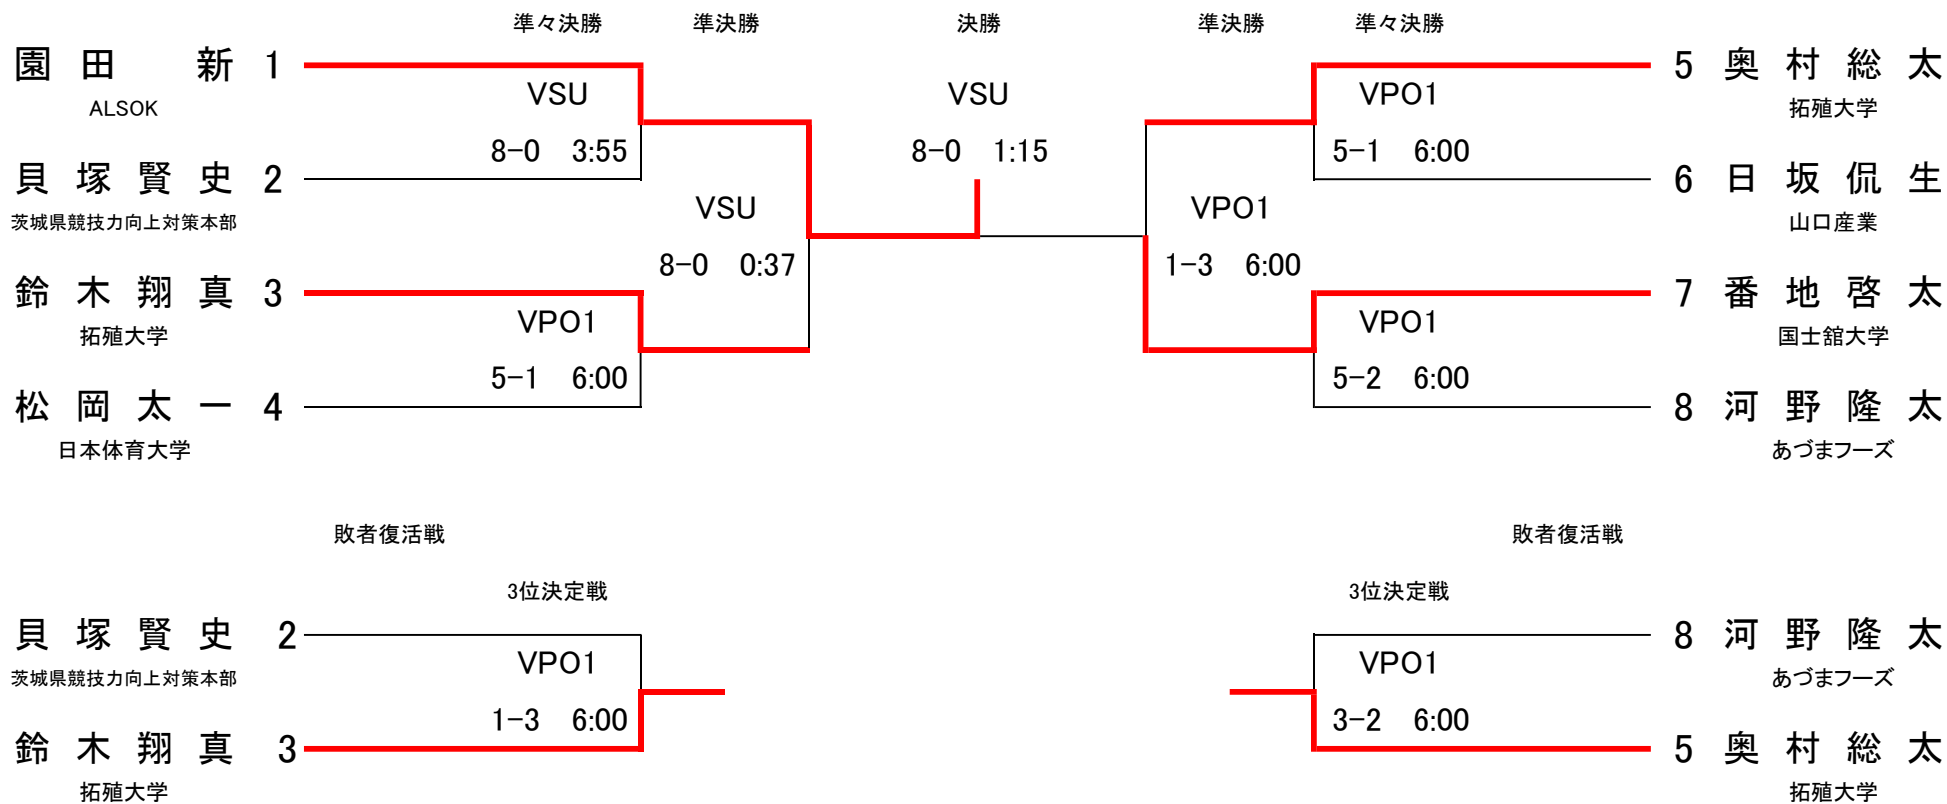 準々決勝 準決勝 決勝 準決勝 準々決勝
園田 新 1
ALSOK
VSU
8-0 3:55
貝塚賢史 2
茨城県競技力向上対策本部
VSU
8-0 0:37
鈴木翔真 3
拓殖大学
VPO1
5-1 6:00
松岡太一 4
日本体育大学
VSU
8-0 1:15
5 奥村総太
拓殖大学
VPO1
5-1 6:00
6 日坂侃生
山口産業
VPO1
1-3 6:00
7 番地啓太
国士舘大学
VPO1
5-2 6:00
8 河野隆太
あづまフーズ
敗者復活戦
3位決定戦
貝塚賢史 2
茨城県競技力向上対策本部
VPO1
1-3 6:00
鈴木翔真 3
拓殖大学
敗者復活戦
3位決定戦
8 河野隆太
あづまフーズ
VPO1
3-2 6:00
5 奥村総太
拓殖大学